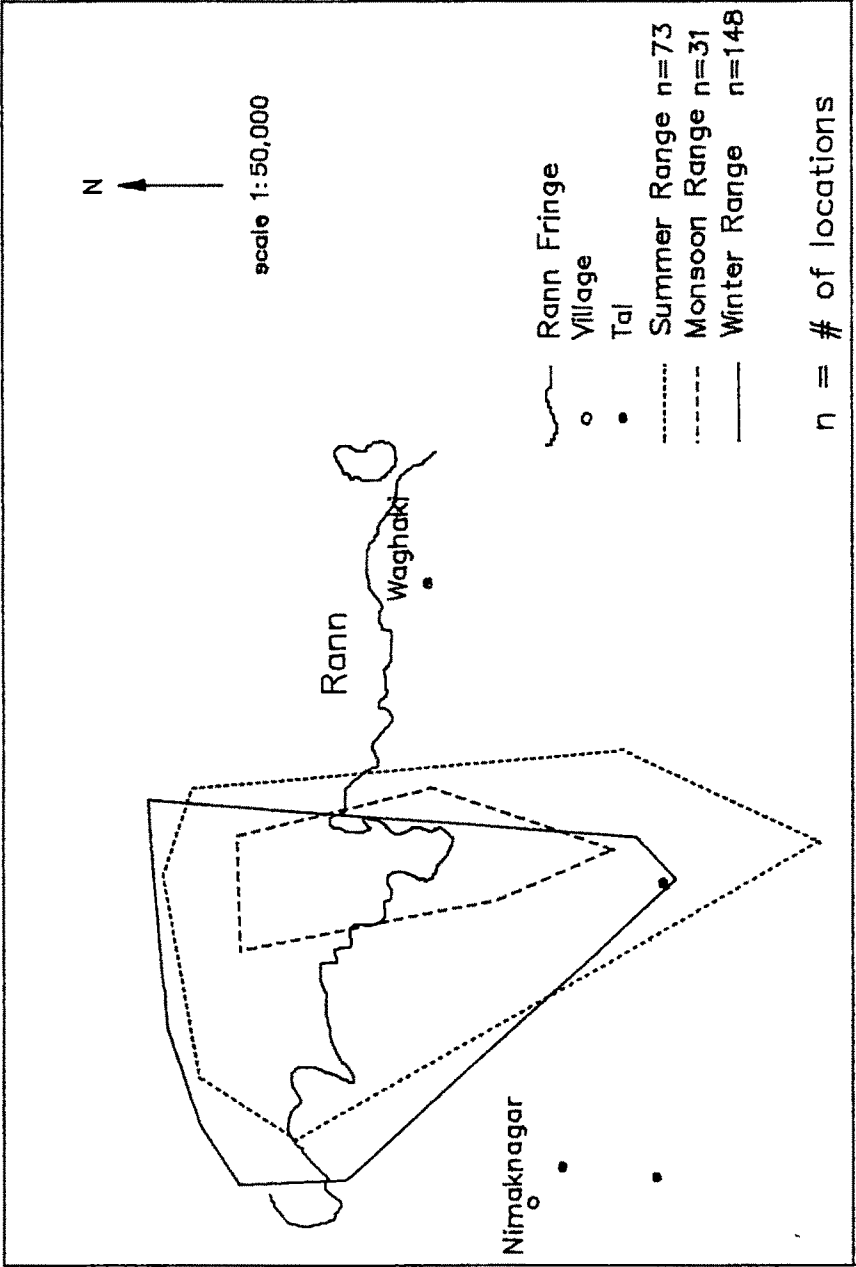 N
scale 1:50,000
Rann
Waghaki
Nimaknagar
Rann Fringe
Village
Tal
Summer Range n=73
Monsoon Range n=31
Winter Range n=148
n = # of locations